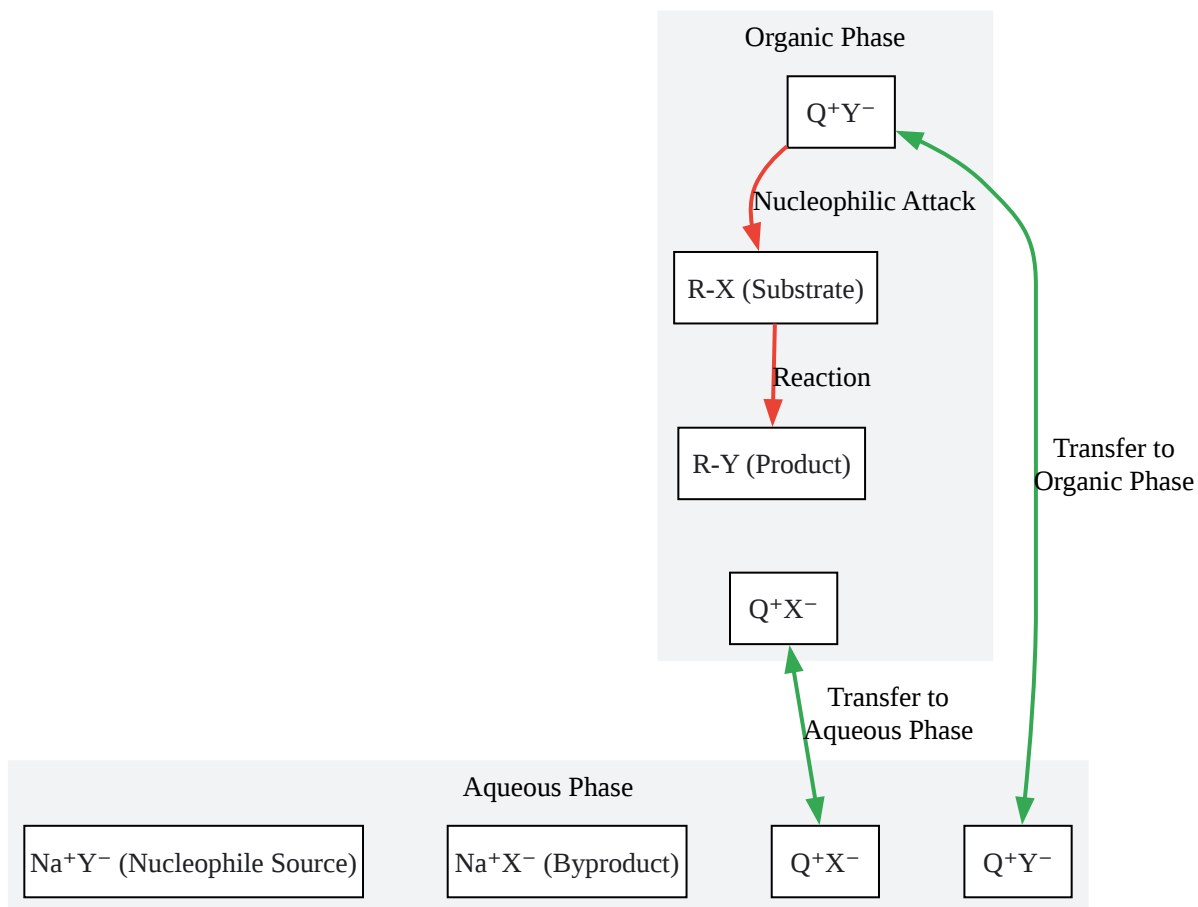 Organic Phase
Q⁺Y⁻
Nucleophilic Attack
R-X (Substrate)
Reaction
R-Y (Product)
Transfer to
Organic Phase
Q⁺X⁻
Transfer to
Aqueous Phase
Aqueous Phase
Na⁺Y⁻ (Nucleophile Source)
Na⁺X⁻ (Byproduct)
Q⁺X⁻
Q⁺Y⁻